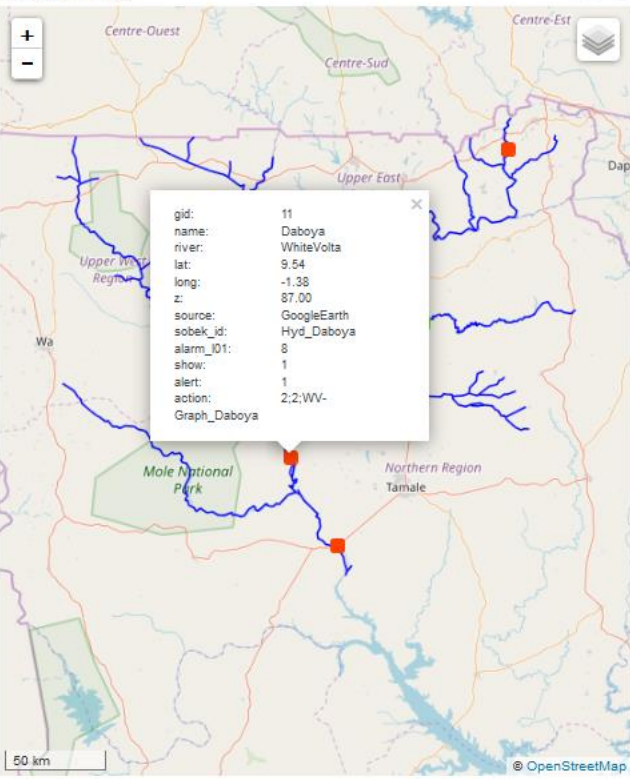 +
−
Centre-Ouest
Centre-Est
Centre-Sud
Upper East
Dap
×
gid: 11
name: Daboya
river: WhiteVolta
lat: 9.54
long: -1.38
z: 87.00
source: GoogleEarth
sobek_id: Hyd_Daboya
alarm_l01: 8
show: 1
alert: 1
action: 2;2;WV-
Graph_Daboya
Upper West
Region
Wa
Mole National
Park
Northern Region
Tamale
50 km
© OpenStreetMap